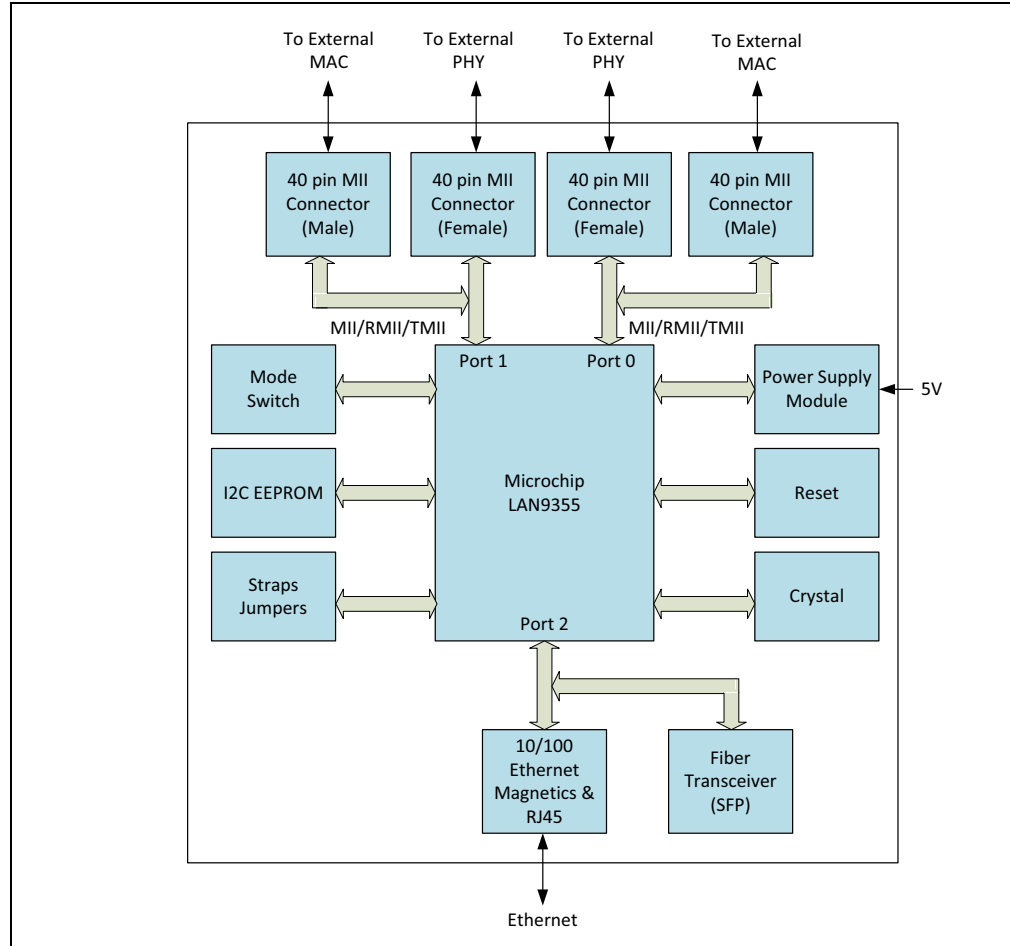 To External
MAC
To External
PHY
To External
PHY
To External
MAC
40 pin MII
Connector
(Male)
40 pin MII
Connector
(Female)
40 pin MII
Connector
(Female)
40 pin MII
Connector
(Male)
MII/RMII/TMII
MII/RMII/TMII
Port 1
Port 0
Mode
Switch
Power Supply
Module
5V
I2C EEPROM
Microchip
LAN9355
Reset
Straps
Jumpers
Crystal
Port 2
10/100
Ethernet
Magnetics &
RJ45
Fiber
Transceiver
(SFP)
Ethernet